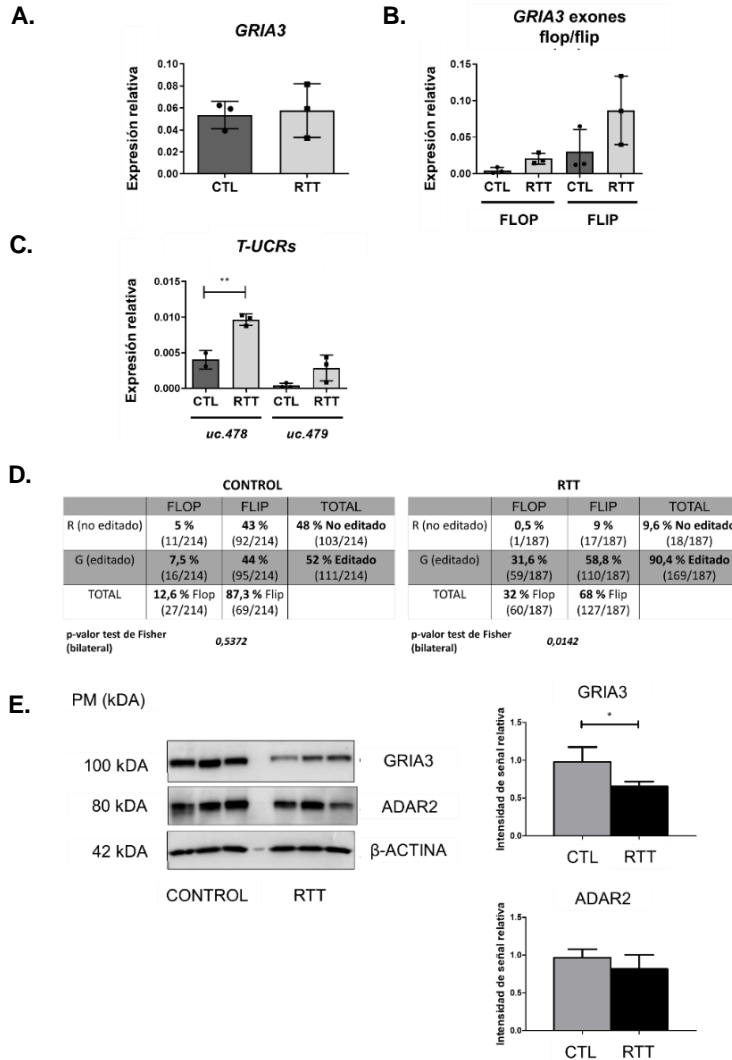 A.
GRIA3
Expresión relativa
0.10
0.08
0.06
0.04
0.02
0.00
CTL
RTT
B.
GRIA3 exones
flop/flip
Expresión relativa
0.15
0.10
0.05
0.00
CTL RTT CTL RTT
FLOP FLIP
C.
T-UCRs
Expresión relativa
0.015
0.010
0.005
0.000
**
CTL RTT CTL RTT
uc.478 uc.479
D.
CONTROL
FLOP FLIP TOTAL
R (no editado) 5 % 43 % 48 % No editado
(11/214) (92/214) (103/214)
G (editado) 7,5 % 44 % 52 % Editado
(16/214) (95/214) (111/214)
TOTAL 12,6 % Flop 87,3 % Flip
(27/214) (69/214)
p-valor test de Fisher
(bilateral) 0,5372
RTT
FLOP FLIP TOTAL
R (no editado) 0,5 % 9 % 9,6 % No editado
(1/187) (17/187) (18/187)
G (editado) 31,6 % 58,8 % 90,4 % Editado
(59/187) (110/187) (169/187)
TOTAL 32 % Flop 68 % Flip
(60/187) (127/187)
p-valor test de Fisher
(bilateral) 0,0142
E.
PM (kDA)
100 kDA GRIA3
80 kDA ADAR2
42 kDA β-ACTINA
CONTROL RTT
GRIA3
Intensidad de señal relativa
1.5
1.0
0.5
0.0
*
CTL RTT
ADAR2
Intensidad de señal relativa
1.5
1.0
0.5
0.0
CTL RTT